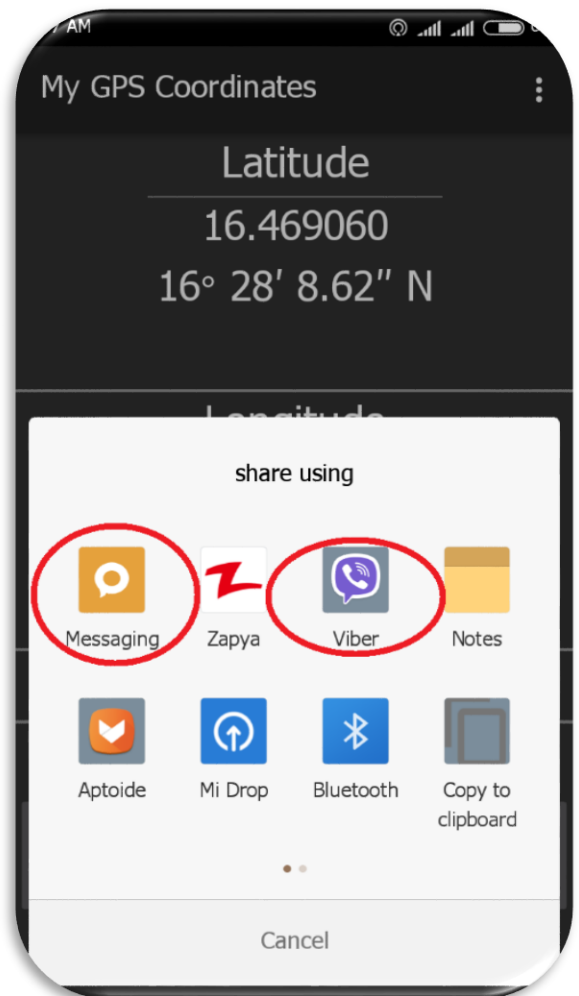 AM
My GPS Coordinates
Latitude
16.469060
16° 28′ 8.62″ N
Longitude
share using
Messaging
Zapya
Viber
Notes
Aptoide
Mi Drop
Bluetooth
Copy to
clipboard
Cancel